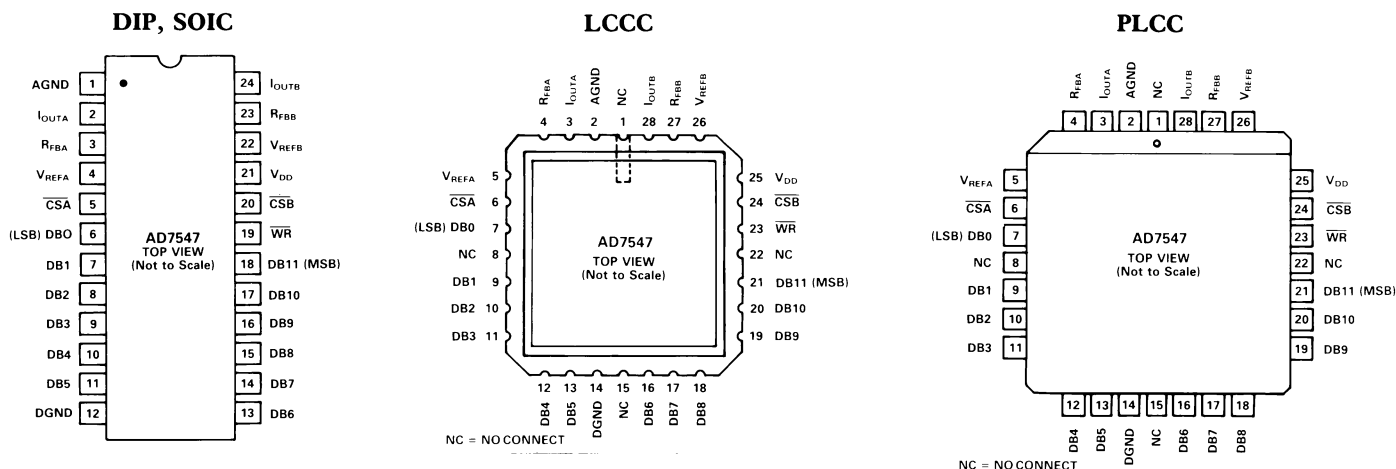 DIP, SOIC
AGND 1
I_OUTA 2
R_FBA 3
V_REFA 4
C̅S̅A̅ 5
(LSB) DBO 6
DB1 7
DB2 8
DB3 9
DB4 10
DB5 11
DGND 12
AD7547
TOP VIEW
(Not to Scale)
24 I_OUTB
23 R_FBB
22 V_REFB
21 V_DD
20 C̅S̅B̅
19 W̅R̅
18 DB11 (MSB)
17 DB10
16 DB9
15 DB8
14 DB7
13 DB6
LCCC
R_FBA I_OUTA AGND NC I_OUTB R_FBB V_REFB
4 3 2 1 28 27 26
V_REFA 5
C̅S̅A̅ 6
(LSB) DB0 7
NC 8
DB1 9
DB2 10
DB3 11
AD7547
TOP VIEW
(Not to Scale)
25 V_DD
24 C̅S̅B̅
23 W̅R̅
22 NC
21 DB11 (MSB)
20 DB10
19 DB9
12 13 14 15 16 17 18
DB4 DB5 DGND NC DB6 DB7 DB8
NC = NO CONNECT
PLCC
R_FBA I_OUTA AGND NC I_OUTB R_FBB V_REFB
4 3 2 1 28 27 26
V_REFA 5
C̅S̅A̅ 6
(LSB) DB0 7
NC 8
DB1 9
DB2 10
DB3 11
AD7547
TOP VIEW
(Not to Scale)
25 V_DD
24 C̅S̅B̅
23 W̅R̅
22 NC
21 DB11 (MSB)
20 DB10
19 DB9
12 13 14 15 16 17 18
DB4 DB5 DGND NC DB6 DB7 DB8
NC = NO CONNECT